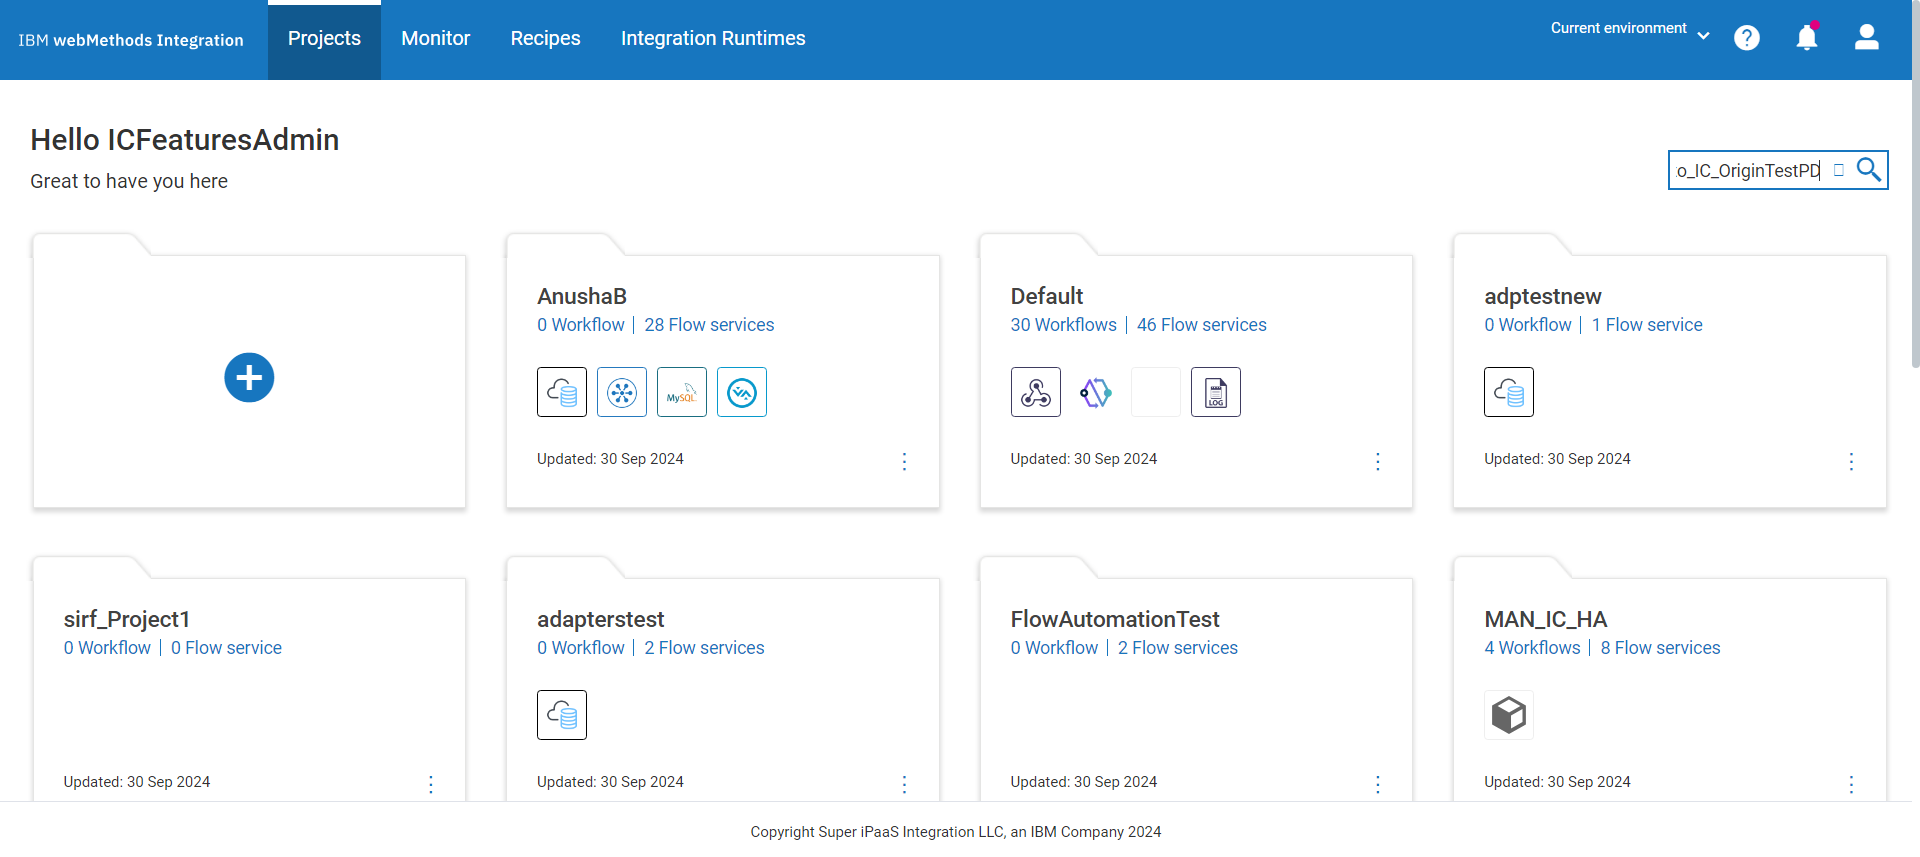 IBM webMethods Integration
Projects
Monitor
Recipes
Integration Runtimes
Current environment
Hello ICFeaturesAdmin
Great to have you here
o_IC_OriginTestPD
AnushaB
0 Workflow | 28 Flow services
MySQL
Updated: 30 Sep 2024
Default
30 Workflows | 46 Flow services
LOG
Updated: 30 Sep 2024
adptestnew
0 Workflow | 1 Flow service
Updated: 30 Sep 2024
sirf_Project1
0 Workflow | 0 Flow service
Updated: 30 Sep 2024
adapterstest
0 Workflow | 2 Flow services
Updated: 30 Sep 2024
FlowAutomationTest
0 Workflow | 2 Flow services
Updated: 30 Sep 2024
MAN_IC_HA
4 Workflows | 8 Flow services
Updated: 30 Sep 2024
Copyright Super iPaaS Integration LLC, an IBM Company 2024